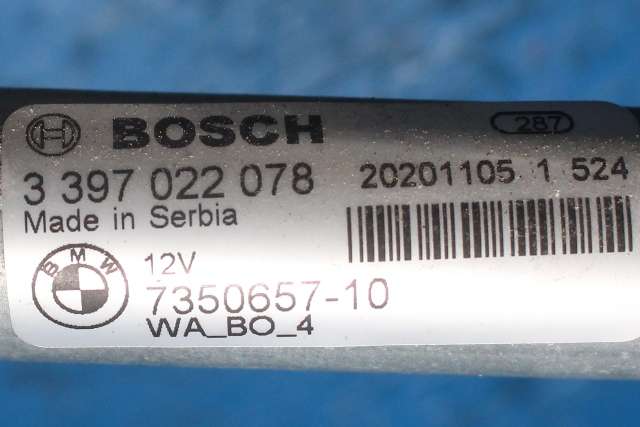 BOSCH 287
3 397 022 078 20201105 1 524
Made in Serbia
BMW 12V
7350657-10
WA_BO_4